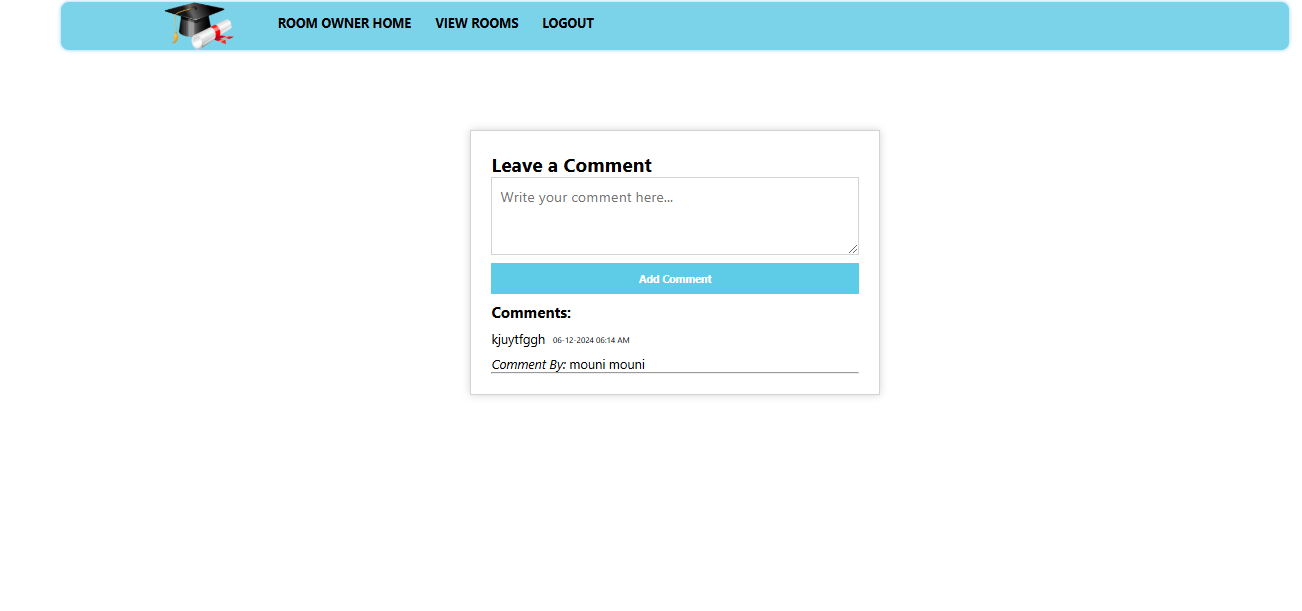 ROOM OWNER HOME VIEW ROOMS LOGOUT
Leave a Comment
Write your comment here...
Add Comment
Comments:
kjuytfggh 06-12-2024 06:14 AM
Comment By: mouni mouni